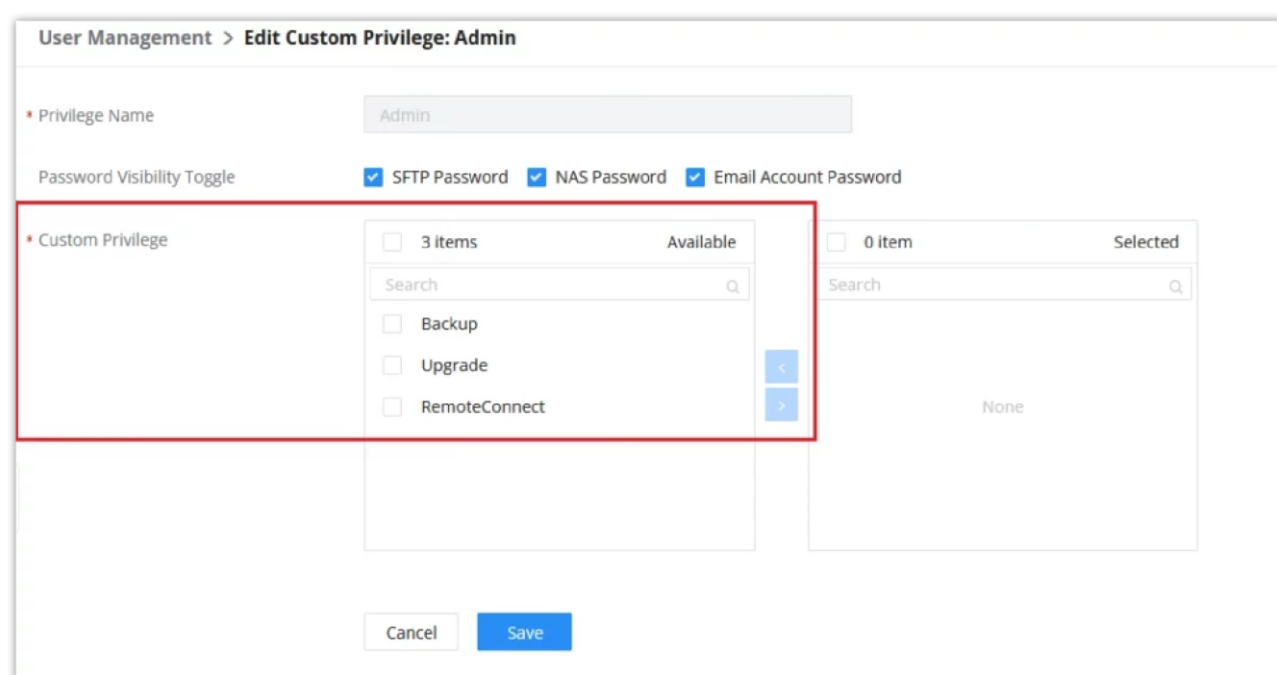 User Management > Edit Custom Privilege: Admin
* Privilege Name Admin
Password Visibility Toggle SFTP Password NAS Password Email Account Password
* Custom Privilege 3 items Available 0 item Selected
Search Search
Backup
Upgrade <
RemoteConnect > None
Cancel Save